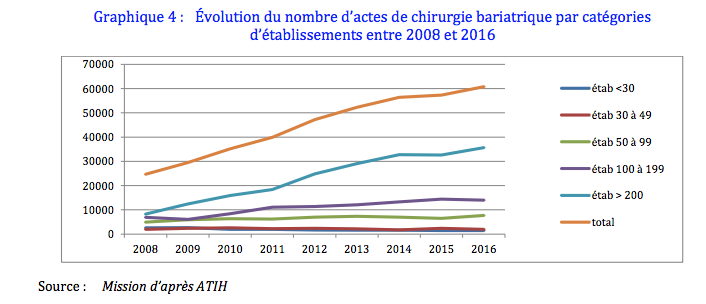 Graphique 4 : Évolution du nombre d’actes de chirurgie bariatrique par catégories
d’établissements entre 2008 et 2016
70000
60000
50000
40000
30000
20000
10000
0
2008 2009 2010 2011 2012 2013 2014 2015 2016
étab <30
étab 30 à 49
étab 50 à 99
étab 100 à 199
étab > 200
total
Source : Mission d’après ATIH